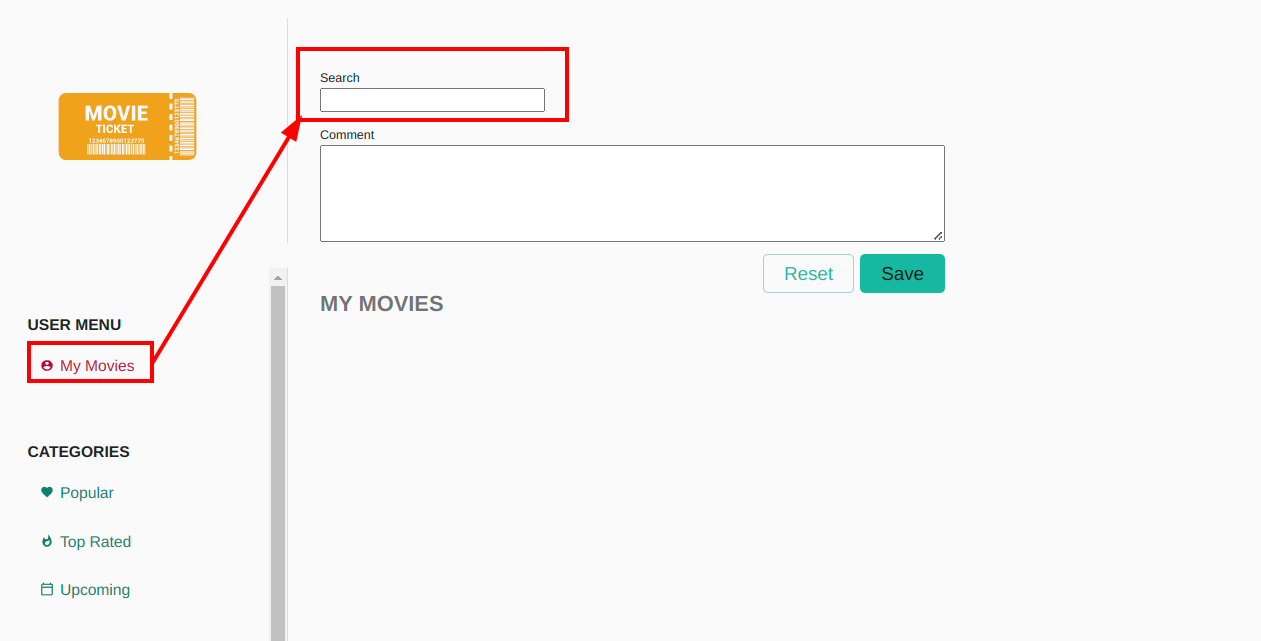 MOVIE
TICKET
Search
Comment
Reset
Save
MY MOVIES
USER MENU
My Movies
CATEGORIES
Popular
Top Rated
Upcoming